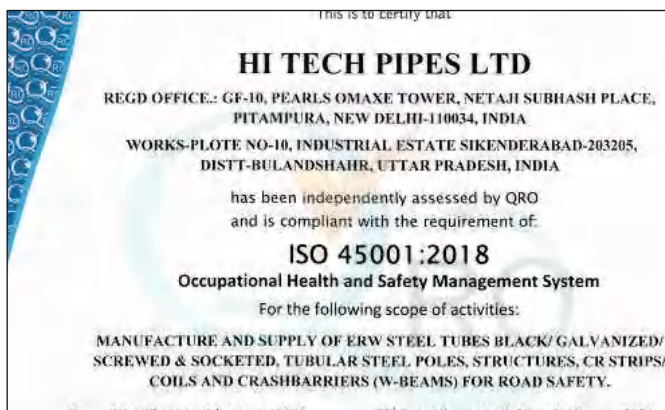 This is to certify that
HI TECH PIPES LTD
REGD OFFICE.: GF-10, PEARLS OMAXE TOWER, NETAJI SUBHASH PLACE,
PITAMPURA, NEW DELHI-110034, INDIA
WORKS-PLOTE NO-10, INDUSTRIAL ESTATE SIKENDERABAD-203205,
DISTT-BULANDSHAHR, UTTAR PRADESH, INDIA
has been independently assessed by QRO
and is compliant with the requirement of:
ISO 45001:2018
Occupational Health and Safety Management System
For the following scope of activities:
MANUFACTURE AND SUPPLY OF ERW STEEL TUBES BLACK/ GALVANIZED/
SCREWED & SOCKETED, TUBULAR STEEL POLES, STRUCTURES, CR STRIPS/
COILS AND CRASHBARRIERS (W-BEAMS) FOR ROAD SAFETY.